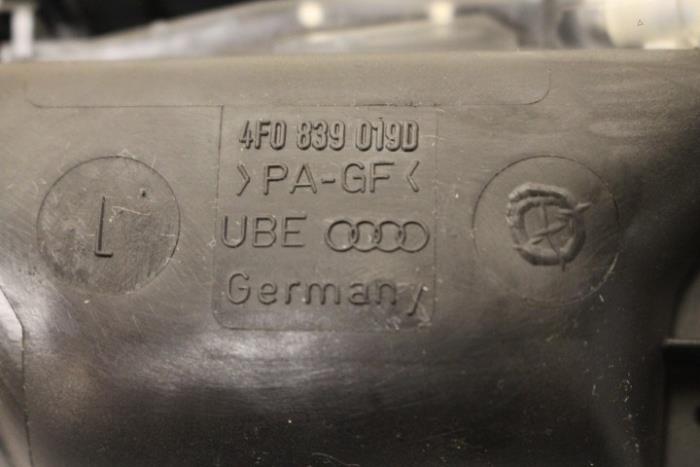 4F0 839 019D
>PA-GF<
L
UBE
Germany